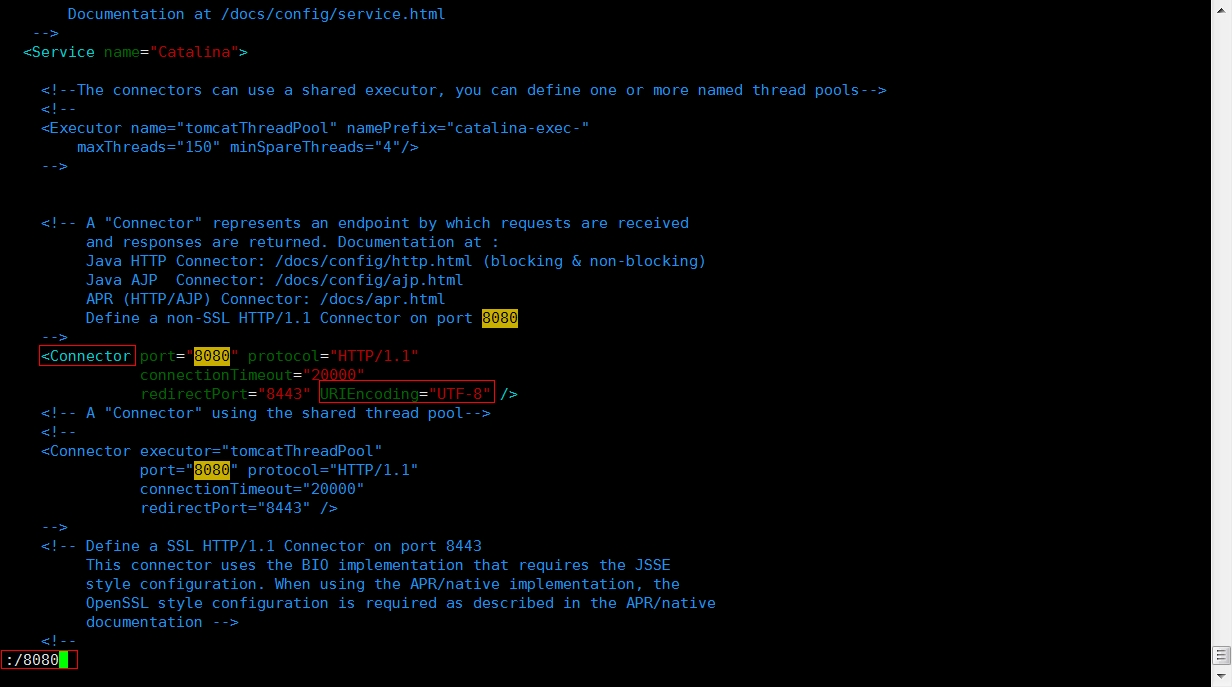 Documentation at /docs/config/service.html
-->
<Service name="Catalina">
<!--The connectors can use a shared executor, you can define one or more named thread pools-->
<!--
<Executor name="tomcatThreadPool" namePrefix="catalina-exec-"
maxThreads="150" minSpareThreads="4"/>
-->
<!-- A "Connector" represents an endpoint by which requests are received
and responses are returned. Documentation at :
Java HTTP Connector: /docs/config/http.html (blocking & non-blocking)
Java AJP  Connector: /docs/config/ajp.html
APR (HTTP/AJP) Connector: /docs/apr.html
Define a non-SSL HTTP/1.1 Connector on port 8080
-->
<Connector port="8080" protocol="HTTP/1.1"
connectionTimeout="20000"
redirectPort="8443" URIEncoding="UTF-8" />
<!-- A "Connector" using the shared thread pool-->
<!--
<Connector executor="tomcatThreadPool"
port="8080" protocol="HTTP/1.1"
connectionTimeout="20000"
redirectPort="8443" />
-->
<!-- Define a SSL HTTP/1.1 Connector on port 8443
This connector uses the BIO implementation that requires the JSSE
style configuration. When using the APR/native implementation, the
OpenSSL style configuration is required as described in the APR/native
documentation -->
<!--
:/8080